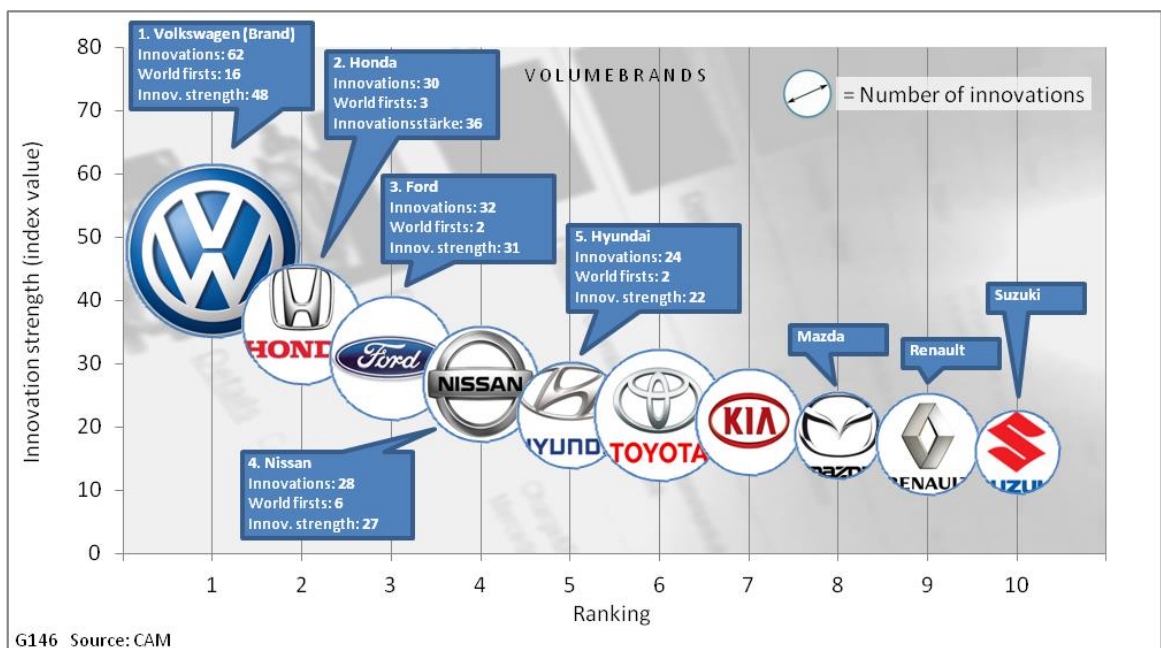 1. Volkswagen (Brand)
Innovations: 62
World firsts: 16
Innov. strength: 48
2. Honda
Innovations: 30
World firsts: 3
Innovationsstärke: 36
VOLUMEBRANDS
= Number of innovations
3. Ford
Innovations: 32
World firsts: 2
Innov. strength: 31
5. Hyundai
Innovations: 24
World firsts: 2
Innov. strength: 22
Suzuki
Mazda
Renault
4. Nissan
Innovations: 28
World firsts: 6
Innov. strength: 27
HOND
Ford
NISSAN
YUND
TOYOTA
KIA
RENAULT
UZUK
Innovation strength (index value)
80
70
60
50
40
30
20
10
0
1 2 3 4 5 6 7 8 9 10
Ranking
G146 Source: CAM